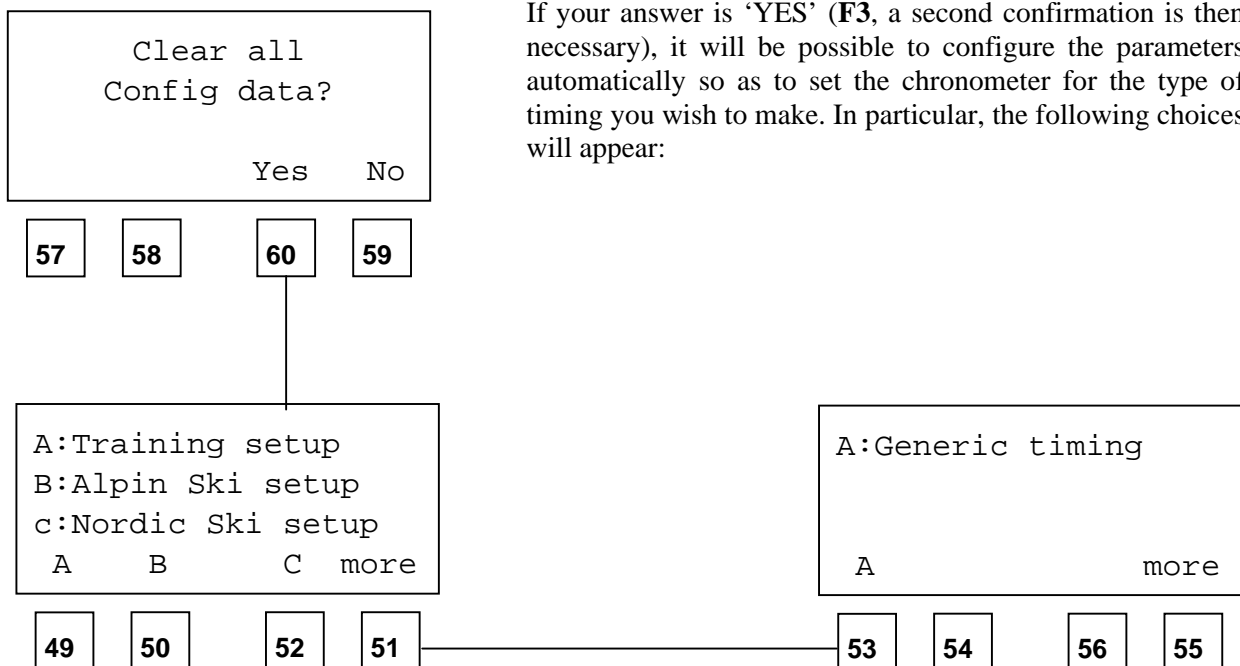 Clear all
Config data?
Yes No
57 58 60 59
If your answer is ‘YES’ (F3, a second confirmation is then
necessary), it will be possible to configure the parameters
automatically so as to set the chronometer for the type of
timing you wish to make. In particular, the following choices
will appear:
A:Training setup
B:Alpin Ski setup
c:Nordic Ski setup
A B C more
49 50 52 51
A:Generic timing
A more
53 54 56 55